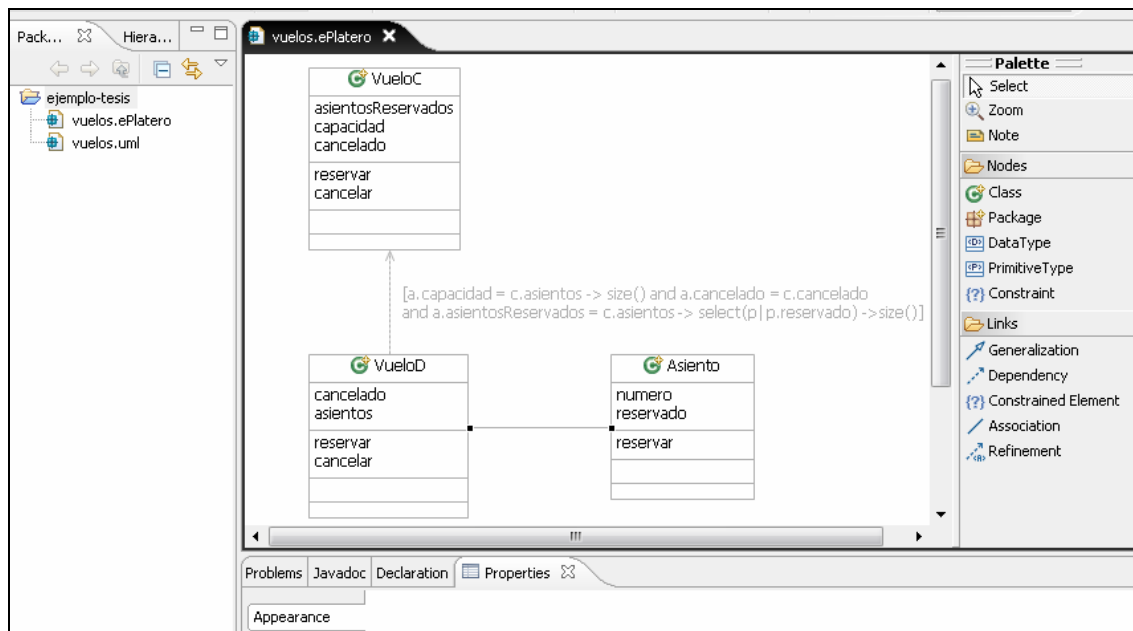 Pack...
Hiera...
ejemplo-tesis
vuelos.ePlatero
vuelos.uml
vuelos.ePlatero
VueloC
asientosReservados
capacidad
cancelado
reservar
cancelar
[a.capacidad = c.asientos -> size() and a.cancelado = c.cancelado
and a.asientosReservados = c.asientos -> select(p| p.reservado) ->size()]
VueloD
cancelado
asientos
reservar
cancelar
Asiento
numero
reservado
reservar
Palette
Select
Zoom
Note
Nodes
Class
Package
DataType
PrimitiveType
{?} Constraint
Links
Generalization
Dependency
{?} Constrained Element
Association
Refinement
Problems Javadoc Declaration Properties
Appearance